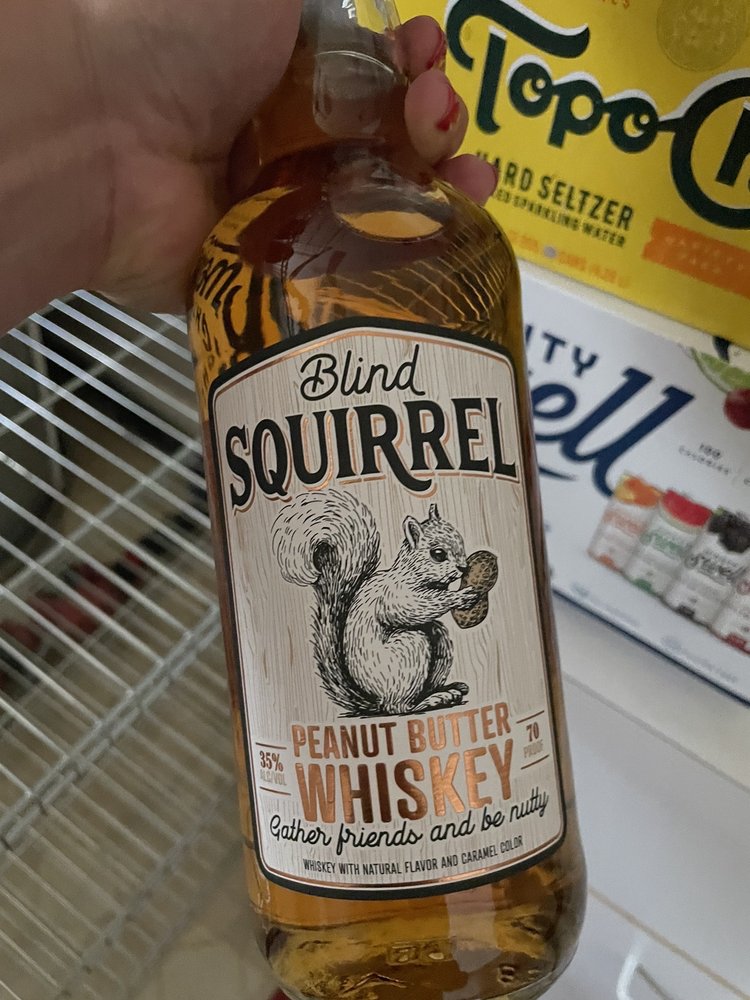 Blind
SQUIRREL
PEANUT BUTTER
WHISKEY
35%
ALC/VOL
70
PROOF
Gather friends and be nutty
WHISKEY WITH NATURAL FLAVOR AND CARAMEL COLOR
Topo
HARD SELTZER
SPARKLING WATER
100